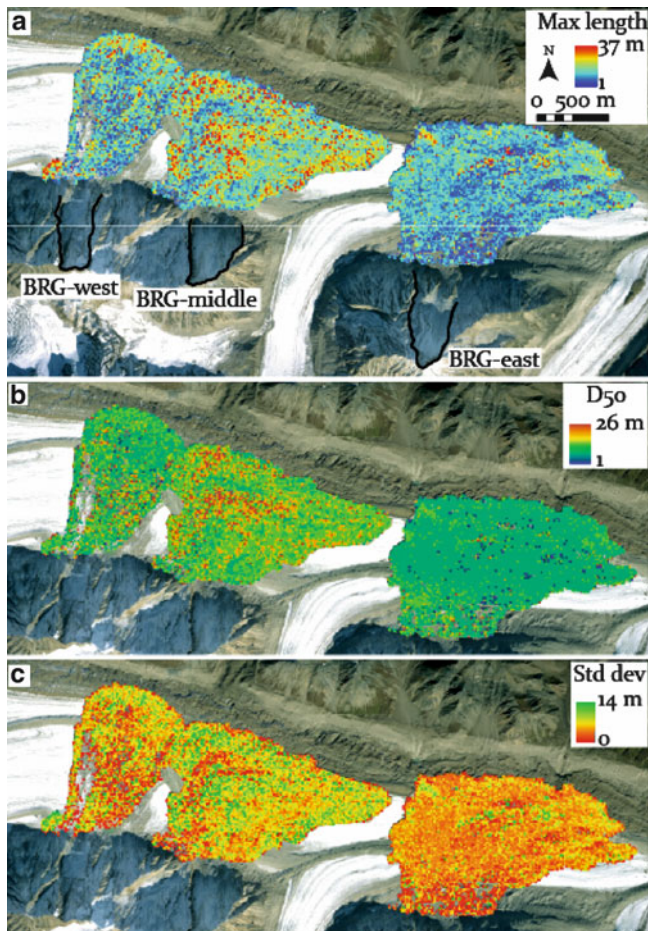 a
Max length
37 m
N
1
0 500 m
BRG-west
BRG-middle
BRG-east
b
D50
26 m
1
c
Std dev
14 m
0